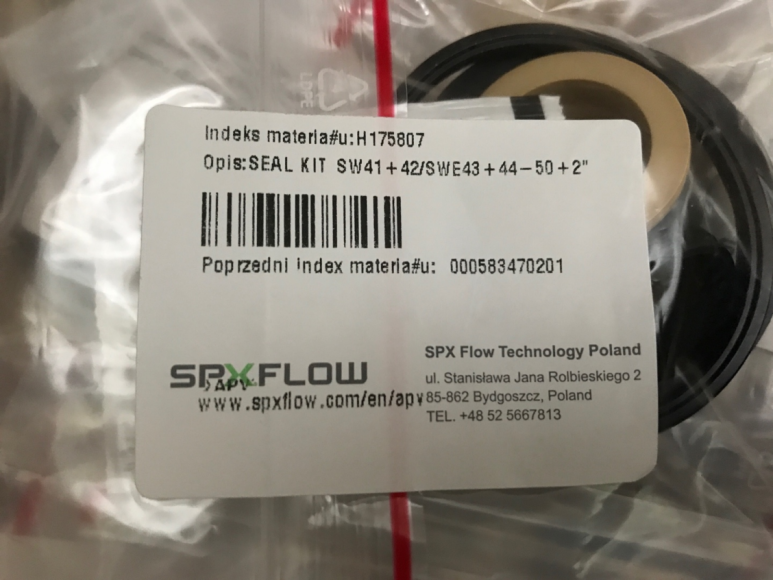 LDPE
Indeks materia#u:H175807
Opis:SEAL KIT SW41+42/SWE43+44-50+2"
Poprzedni index materia#u: 000583470201
SPXFLOW
›APV
www.spxflow.com/en/apv
SPX Flow Technology Poland
ul. Stanisława Jana Rolbieskiego 2
85-862 Bydgoszcz, Poland
TEL. +48 52 5667813